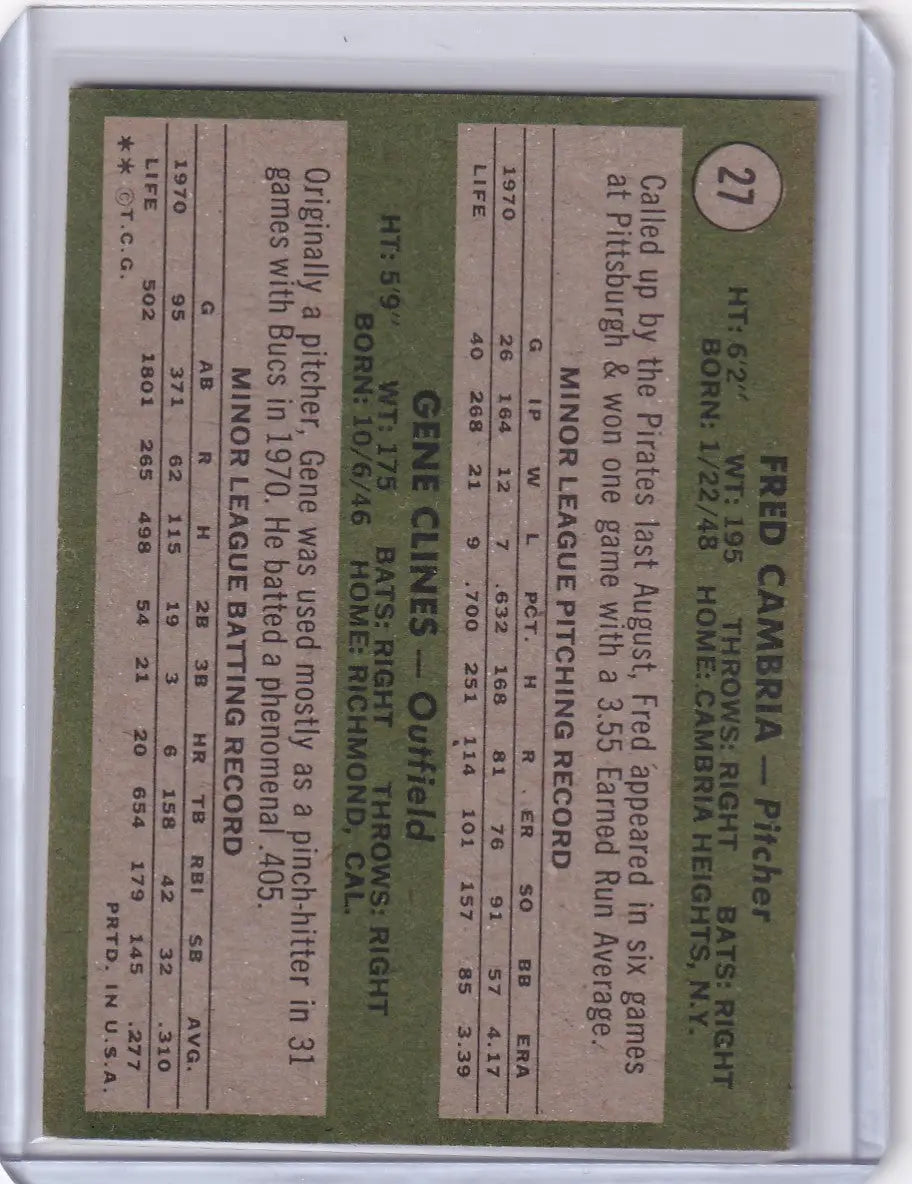 27
FRED CAMBRIA — Pitcher
HT: 6'2" WT: 195 THROWS: RIGHT BATS: RIGHT
BORN: 1/22/48 HOME: CAMBRIA HEIGHTS, N.Y.
Called up by the Pirates last August, Fred appeared in six games
at Pittsburgh & won one game with a 3.55 Earned Run Average.
MINOR LEAGUE PITCHING RECORD
G IP W L PCT. H R ER SO BB ERA
1970 26 164 12 7 .632 168 81 76 91 57 4.17
LIFE 40 268 21 9 .700 251 114 101 157 85 3.39
GENE CLINES — Outfield
HT: 5'9" WT: 175 BATS: RIGHT THROWS: RIGHT
BORN: 10/6/46 HOME: RICHMOND, CAL.
Originally a pitcher, Gene was used mostly as a pinch-hitter in 31
games with Bucs in 1970. He batted a phenomenal .405.
MINOR LEAGUE BATTING RECORD
G AB R H 2B 3B HR TB RBI SB AVG.
1970 95 371 62 115 19 3 6 158 42 32 .310
LIFE 502 1801 265 498 54 21 20 654 179 145 .277
** ©T.C.G. PRTD. IN U.S.A.